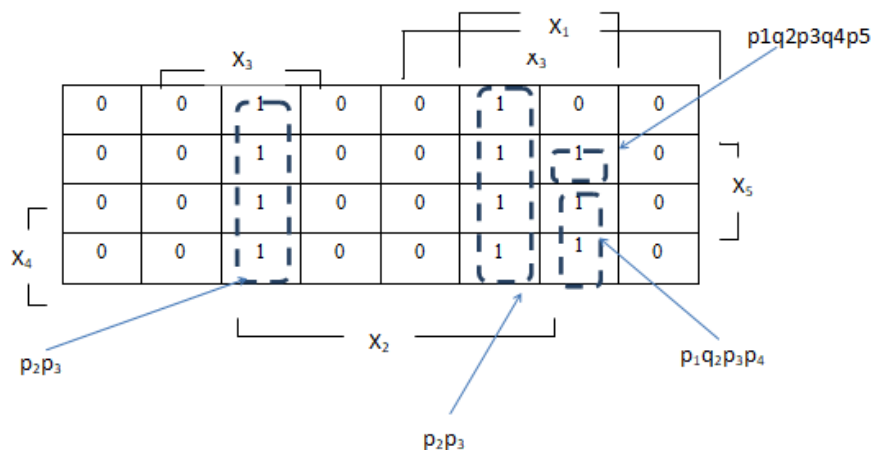 X₁
p1q2p3q4p5
X₃
x₃
0 0 1 0 0 1 0 0
0 0 1 0 0 1 1 0
X₅
0 0 1 0 0 1 1 0
X₄
0 0 1 0 0 1 1 0
X₂
p₂p₃
p₁q₂p₃p₄
p₂p₃